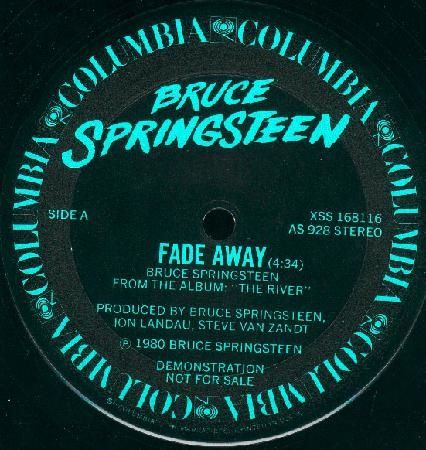 COLUMBIA COLUMBIA COLUMBIA COLUMBIA COLUMBIA COLUMBIA
BRUCE
SPRINGSTEEN
SIDE A
XSS 168116
AS 928 STEREO
FADE AWAY (4:34)
BRUCE SPRINGSTEEN
FROM THE ALBUM: "THE RIVER"
PRODUCED BY BRUCE SPRINGSTEEN,
JON LANDAU, STEVE VAN ZANDT
Ⓟ 1980 BRUCE SPRINGSTEEN
DEMONSTRATION
NOT FOR SALE